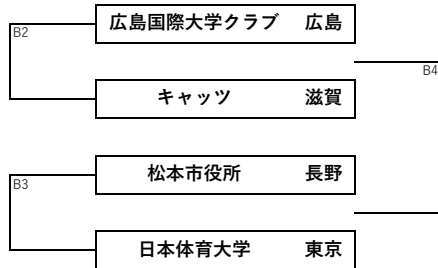 広島国際大学クラブ 広島
B2
B4
キャッツ 滋賀
松本市役所 長野
B3
日本体育大学 東京